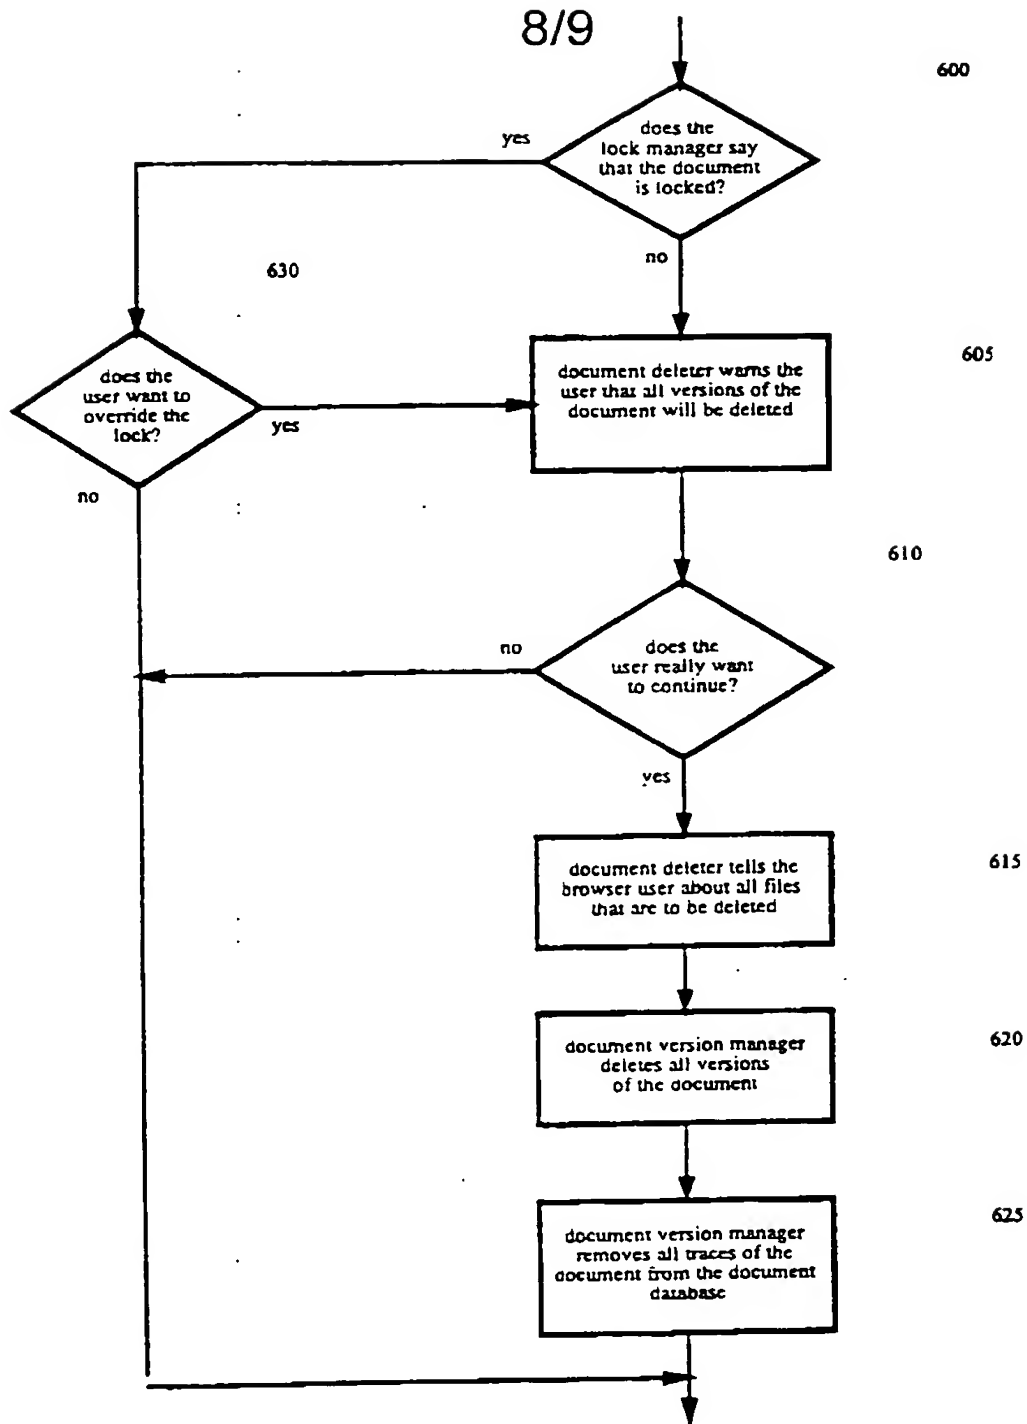 8/9
600
does the
lock manager say
that the document
is locked?
yes
no
630
does the
user want to
override the
lock?
yes
no
605
document deleter warns the
user that all versions of the
document will be deleted
610
does the
user really want
to continue?
no
yes
615
document deleter tells the
browser user about all files
that are to be deleted
620
document version manager
deletes all versions
of the document
625
document version manager
removes all traces of the
document from the document
database